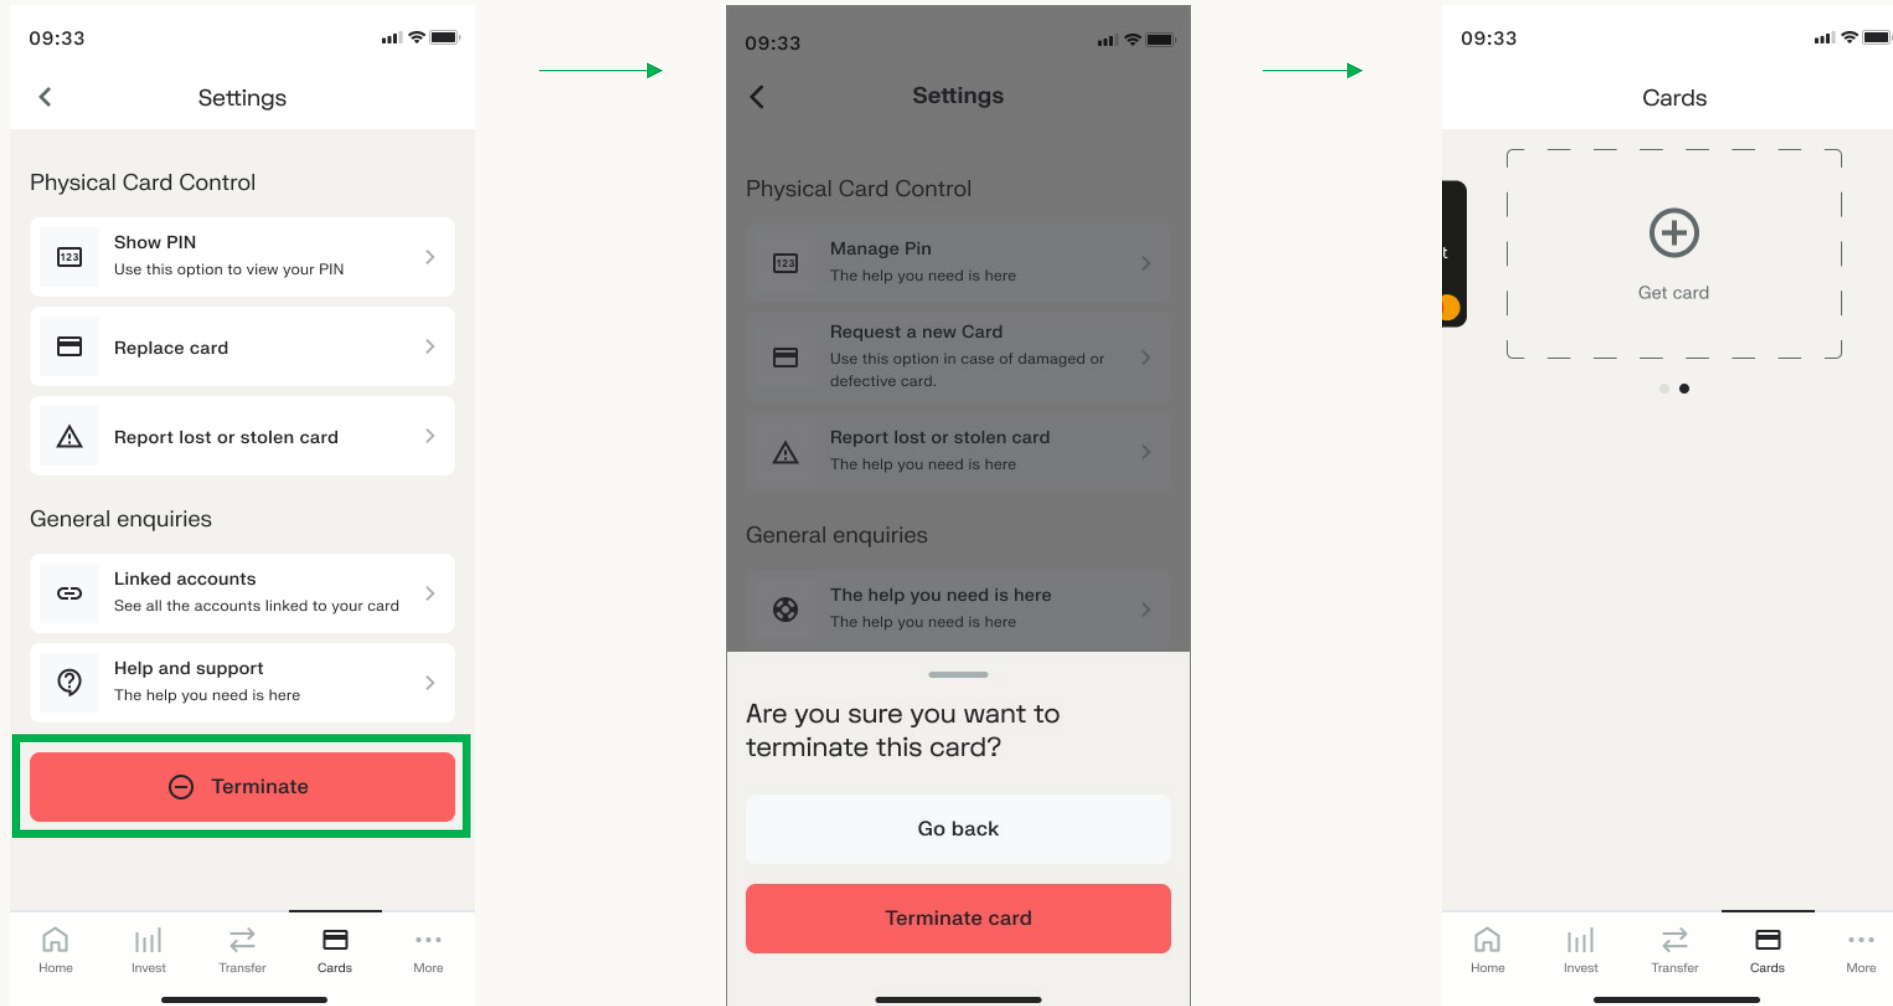 09:33
Settings
Physical Card Control
123
Show PIN
Use this option to view your PIN
Replace card
Report lost or stolen card
General enquiries
Linked accounts
See all the accounts linked to your card
Help and support
The help you need is here
Terminate
Home
Invest
Transfer
Cards
More
09:33
Settings
Physical Card Control
123
Manage Pin
The help you need is here
Request a new Card
Use this option in case of damaged or
defective card.
Report lost or stolen card
The help you need is here
General enquiries
The help you need is here
The help you need is here
Are you sure you want to
terminate this card?
Go back
Terminate card
09:33
Cards
t
Get card
Home
Invest
Transfer
Cards
More